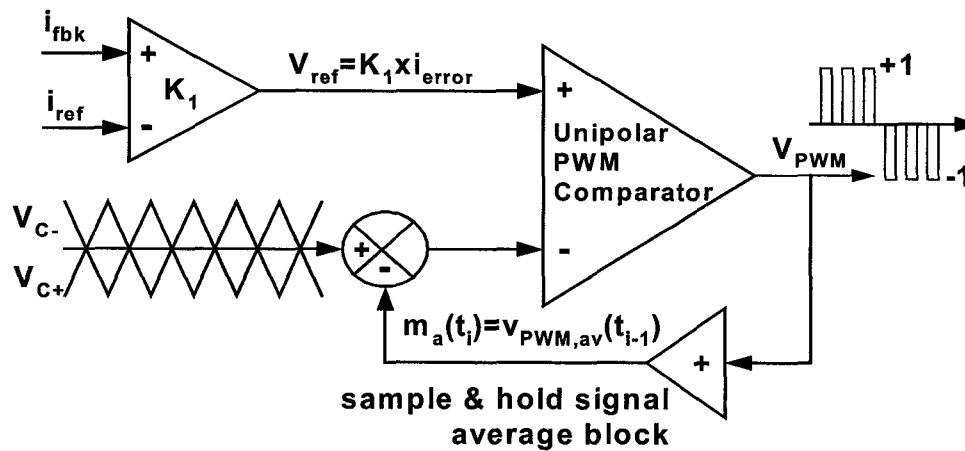 i_fbk
+
K_1
i_ref
-
V_ref=K_1xi_error
+
Unipolar
PWM
Comparator
-
V_PWM
+1
-1
V_C-
V_C+
+
-
m_a(t_i)=v_PWM,av(t_i-1)
+
sample & hold signal
average block